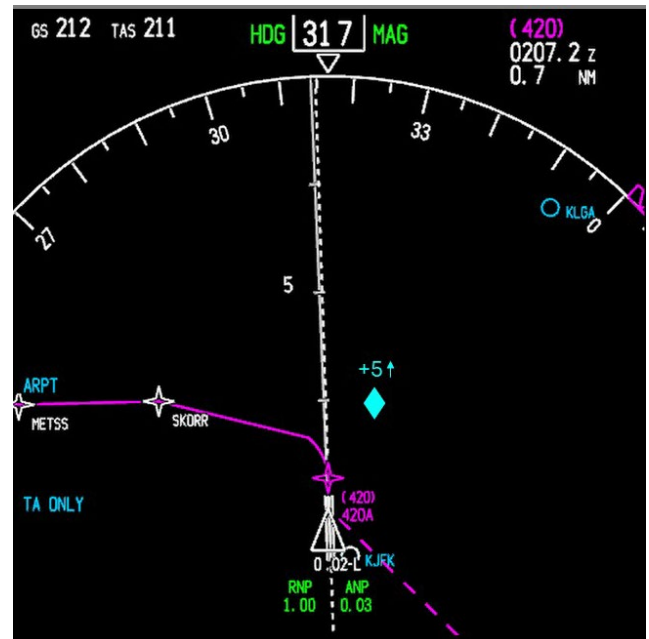 GS 212 TAS 211
HDG 317 MAG
(420)
0207.2 Z
0.7 NM
30
33
27
0
KLGA
5
+5↑
ARPT
METSS
SKORR
TA ONLY
(420)
420A
0.02-L
KJFK
RNP ANP
1.00 0.03